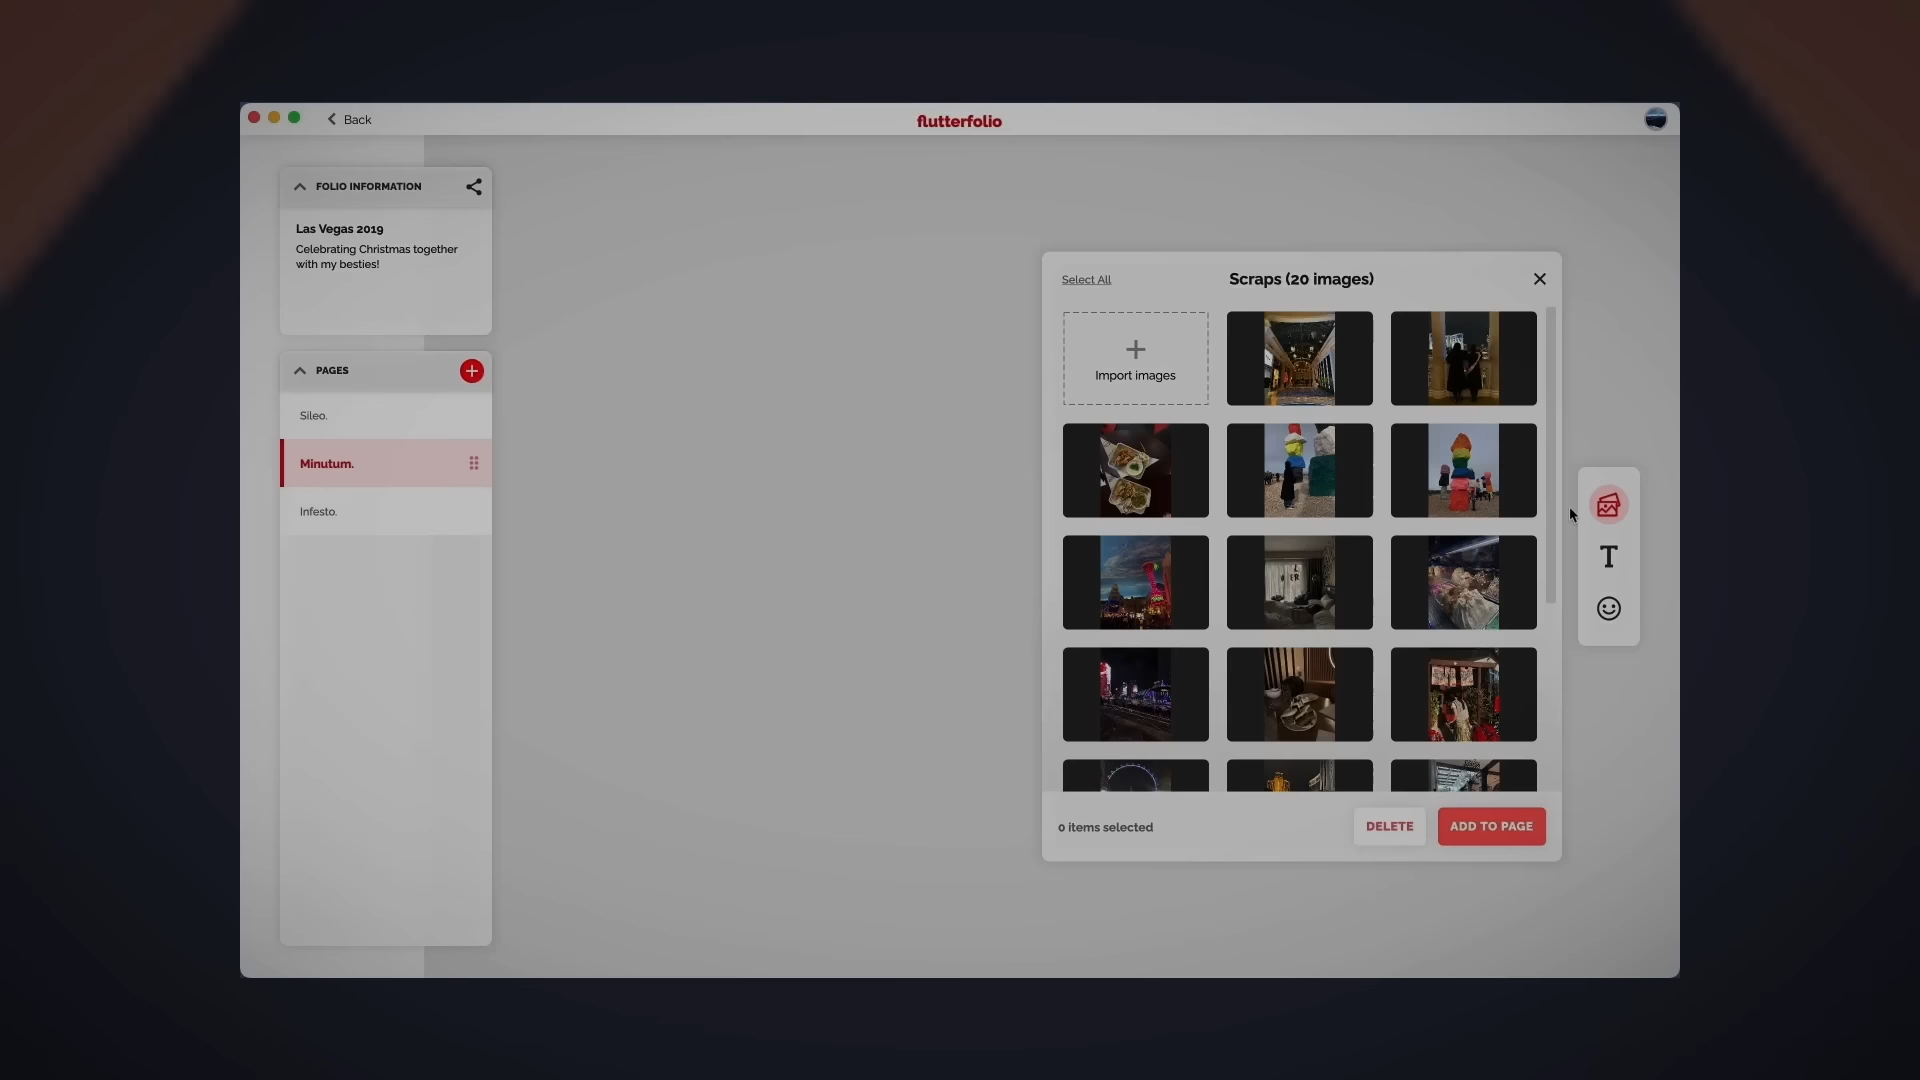 Back
flutterfolio
FOLIO INFORMATION
Las Vegas 2019
Celebrating Christmas together
with my besties!
PAGES
Sileo.
Minutum.
Infesto.
Select All
Scraps (20 images)
Import images
0 items selected
DELETE
ADD TO PAGE
T